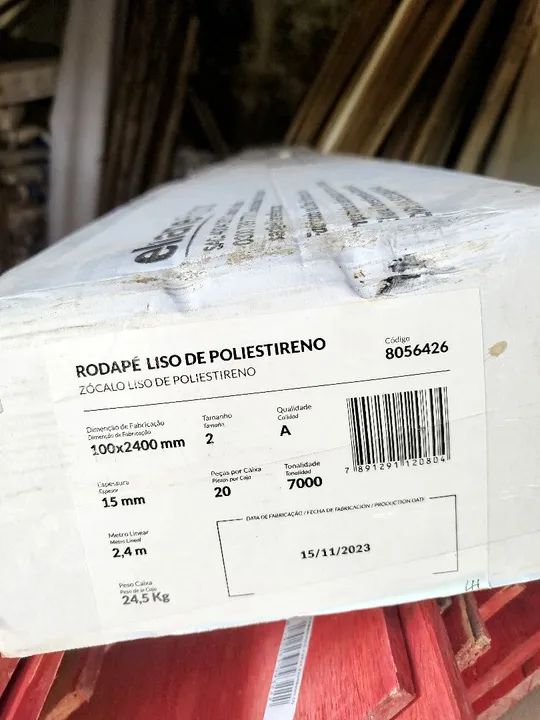 RODAPÉ LISO DE POLIESTIRENO
ZÓCALO LISO DE POLIESTIRENO
Código
8056426
Dimenção de Fabricação
Dimenção de Fabricação
100x2400 mm
Tamanho
Tamaño
2
Qualidade
Calidad
A
Espessura
Espesor
15 mm
Peças por Caixa
Piezas por Caja
20
Tonalidade
Tonalidad
7000
7 891291 120804
Metro Linear
Metro Lineal
2,4 m
DATA DE FABRICAÇÃO / FECHA DE FABRICACIÓN / PRODUCTION DATE
15/11/2023
Peso Caixa
Peso de la Caja
24,5 Kg